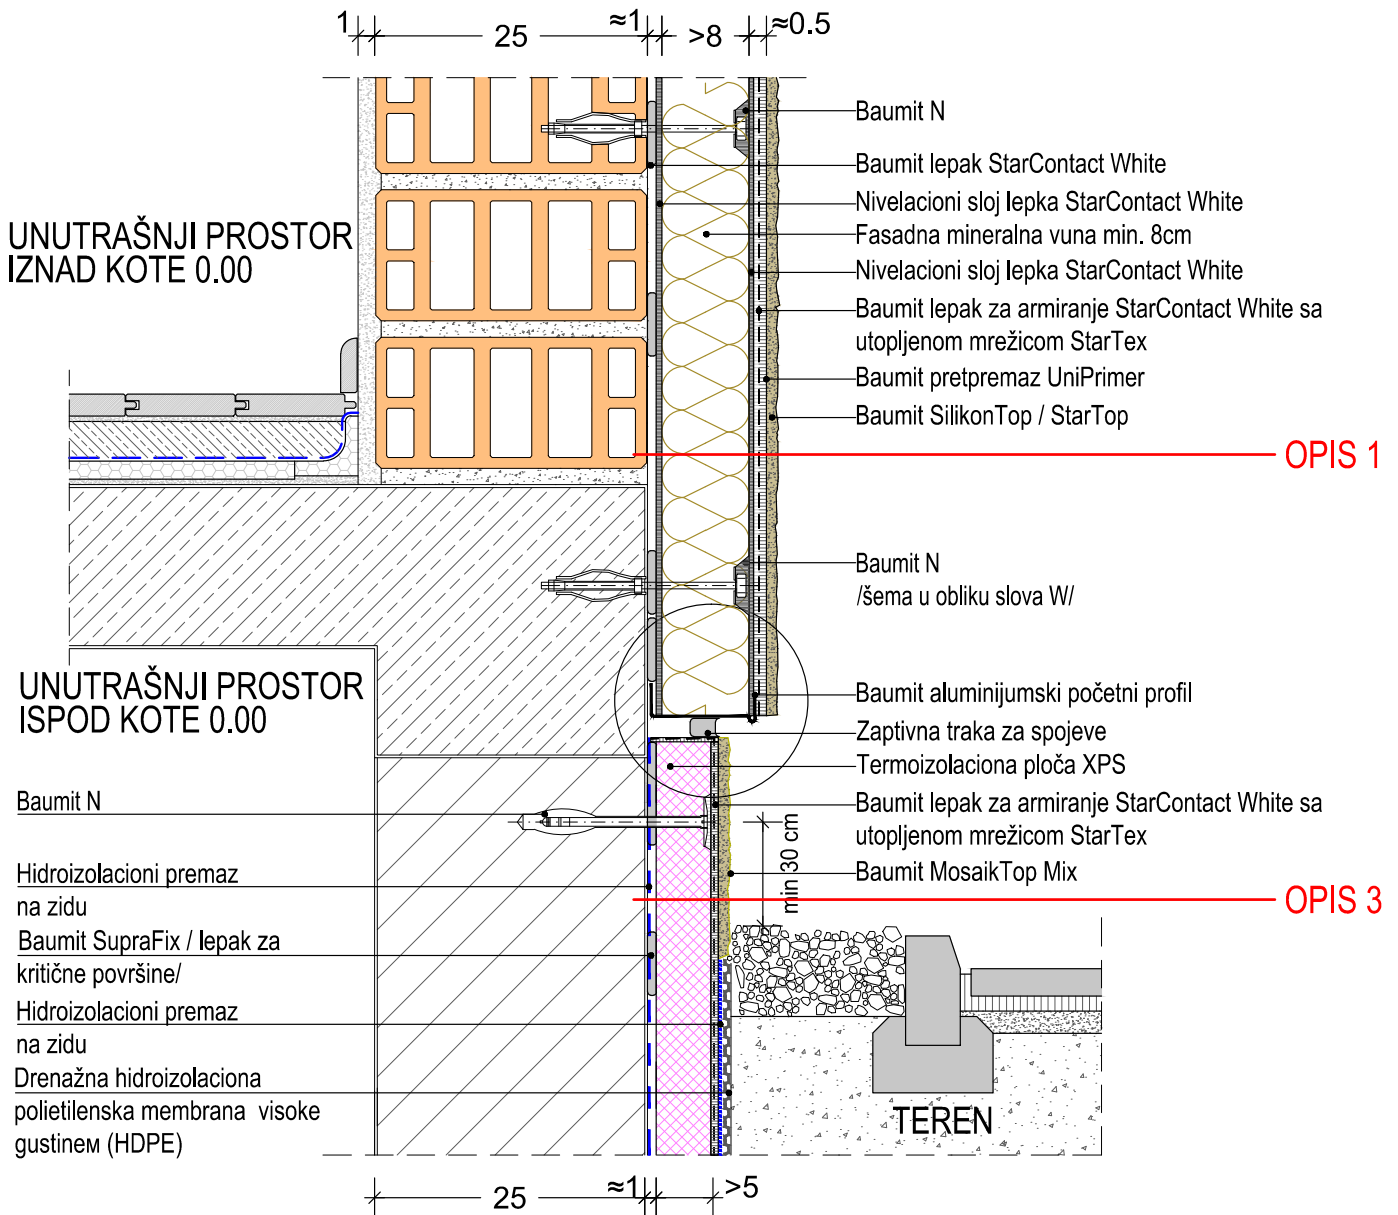 1
25
≈1
>8
≈0.5
Baumit N
Baumit lepak StarContact White
Nivelacioni sloj lepka StarContact White
Fasadna mineralna vuna min. 8cm
Nivelacioni sloj lepka StarContact White
Baumit lepak za armiranje StarContact White sa
utopljenom mrežicom StarTex
Baumit pretpremaz UniPrimer
Baumit SilikonTop / StarTop
OPIS 1
UNUTRAŠNJI PROSTOR
IZNAD KOTE 0.00
Baumit N
/šema u obliku slova W/
UNUTRAŠNJI PROSTOR
ISPOD KOTE 0.00
Baumit aluminijumski početni profil
Zaptivna traka za spojeve
Termoizolaciona ploča XPS
Baumit lepak za armiranje StarContact White sa
utopljenom mrežicom StarTex
Baumit MosaikTop Mix
min 30 cm
OPIS 3
Baumit N
Hidroizolacioni premaz
na zidu
Baumit SupraFix / lepak za
kritične površine/
Hidroizolacioni premaz
na zidu
Drenažna hidroizolaciona
polietilenska membrana visoke
gustineм (HDPE)
TEREN
25
≈1
>5